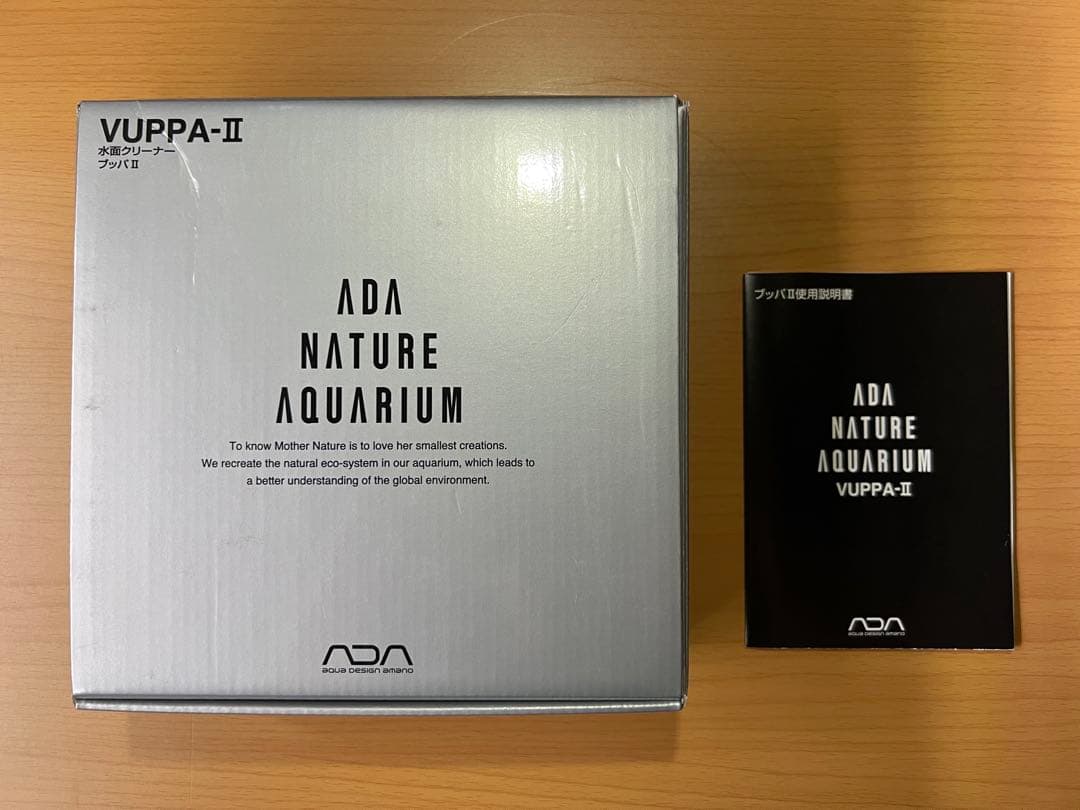 VUPPA-II
水面クリーナー
ブッパ II
ADA
NATURE
AQUARIUM
To know Mother Nature is to love her smallest creations.
We recreate the natural eco-system in our aquarium, which leads to
a better understanding of the global environment.
ADA
AQUA DESIGN AMANO
ブッパII使用説明書
ADA
NATURE
AQUARIUM
VUPPA-II
ADA
AQUA DESIGN AMANO